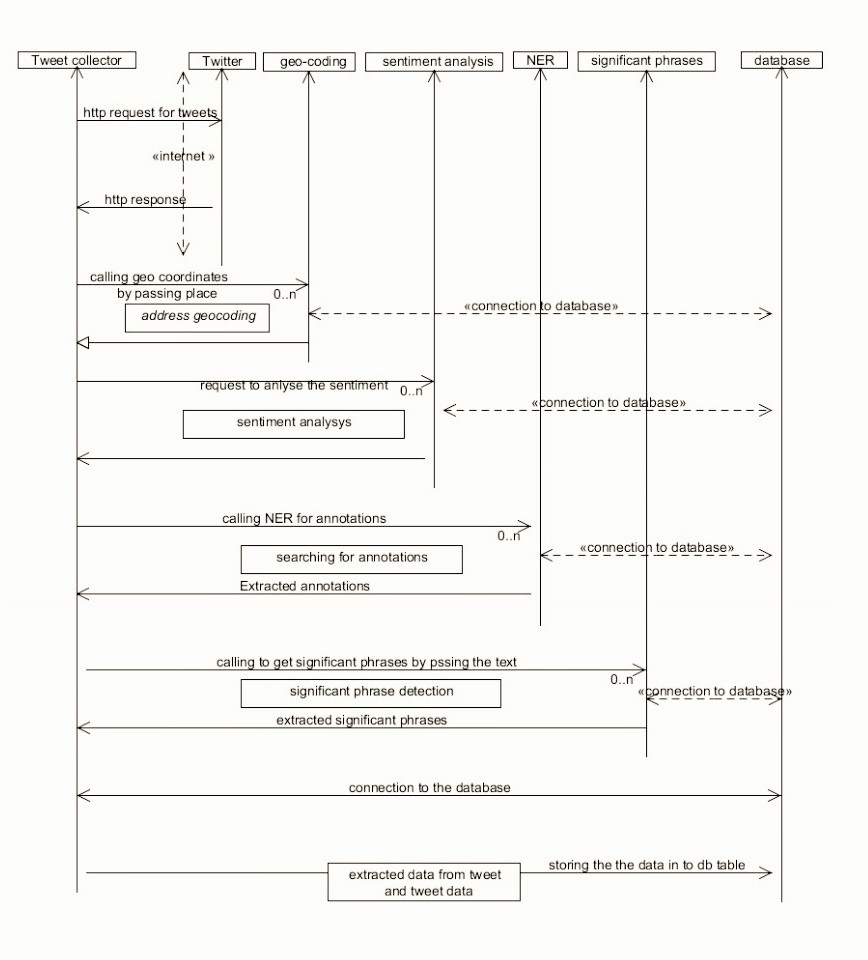 Tweet collector
Twitter
geo-coding
sentiment analysis
NER
significant phrases
database
http request for tweets
«internet »
http response
calling geo coordinates
by passing place
0..n
«connection to database»
address geocoding
request to anlyse the sentiment
0..n
«connection to database»
sentiment analysys
calling NER for annotations
0..n
«connection to database»
searching for annotations
Extracted annotations
calling to get significant phrases by pssing the text
0..n
«connection to database»
significant phrase detection
extracted significant phrases
connection to the database
storing the the data in to db table
extracted data from tweet
and tweet data